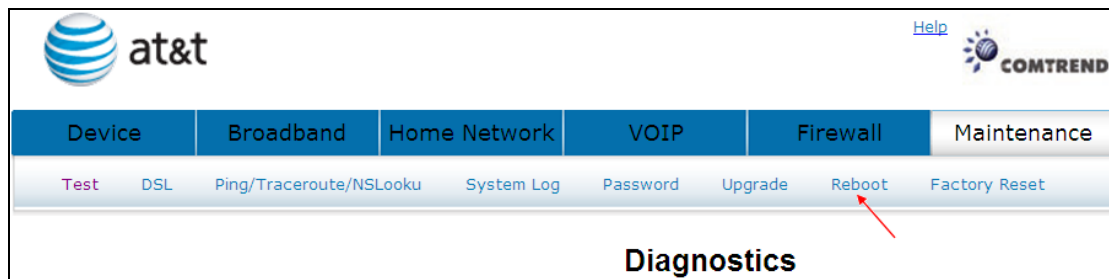 at&t
Help
COMTREND
Device Broadband Home Network VOIP Firewall Maintenance
Test DSL Ping/Traceroute/NSLooku System Log Password Upgrade Reboot Factory Reset
Diagnostics